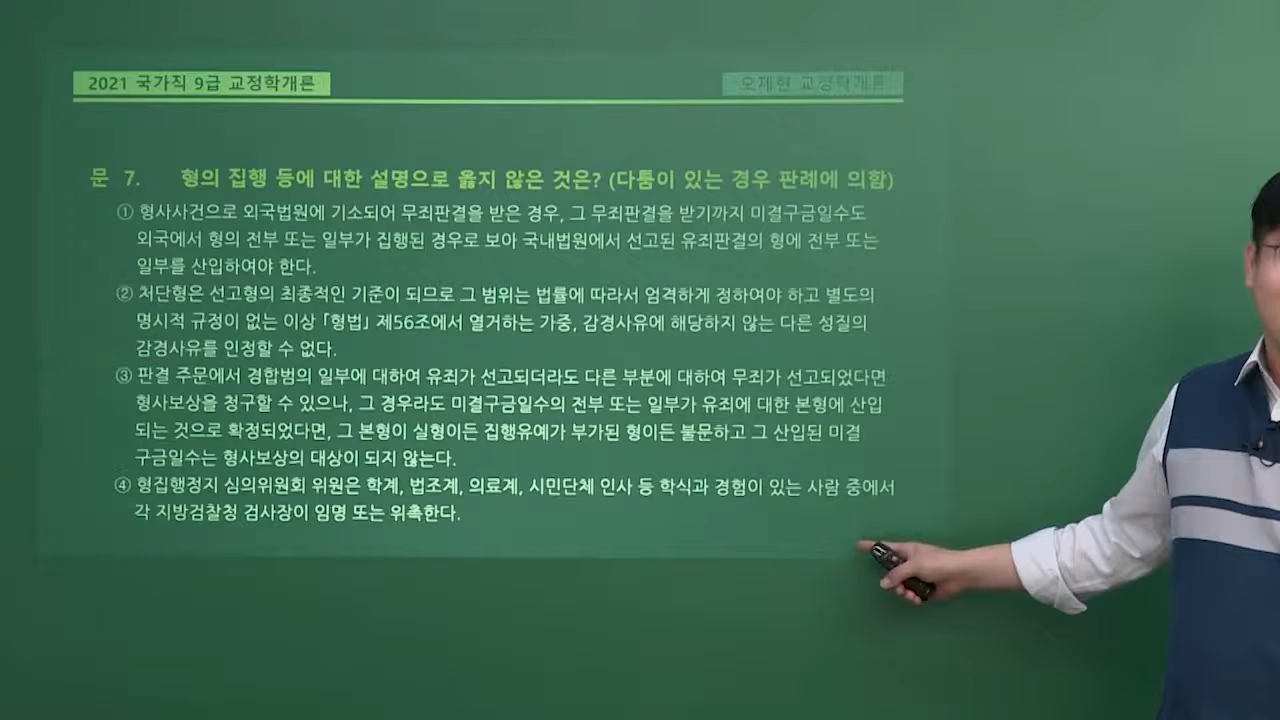 2021 국가직 9급 교정학개론
오제현 교정학개론
문 7. 형의 집행 등에 대한 설명으로 옳지 않은 것은? (다툼이 있는 경우 판례에 의함)
① 형사사건으로 외국법원에 기소되어 무죄판결을 받은 경우, 그 무죄판결을 받기까지 미결구금일수도
외국에서 형의 전부 또는 일부가 집행된 경우로 보아 국내법원에서 선고된 유죄판결의 형에 전부 또는
일부를 산입하여야 한다.
② 처단형은 선고형의 최종적인 기준이 되므로 그 범위는 법률에 따라서 엄격하게 정하여야 하고 별도의
명시적 규정이 없는 이상 「형법」 제56조에서 열거하는 가중, 감경사유에 해당하지 않는 다른 성질의
감경사유를 인정할 수 없다.
③ 판결 주문에서 경합범의 일부에 대하여 유죄가 선고되더라도 다른 부분에 대하여 무죄가 선고되었다면
형사보상을 청구할 수 있으나, 그 경우라도 미결구금일수의 전부 또는 일부가 유죄에 대한 본형에 산입
되는 것으로 확정되었다면, 그 본형이 실형이든 집행유예가 부가된 형이든 불문하고 그 산입된 미결
구금일수는 형사보상의 대상이 되지 않는다.
④ 형집행정지 심의위원회 위원은 학계, 법조계, 의료계, 시민단체 인사 등 학식과 경험이 있는 사람 중에서
각 지방검찰청 검사장이 임명 또는 위촉한다.